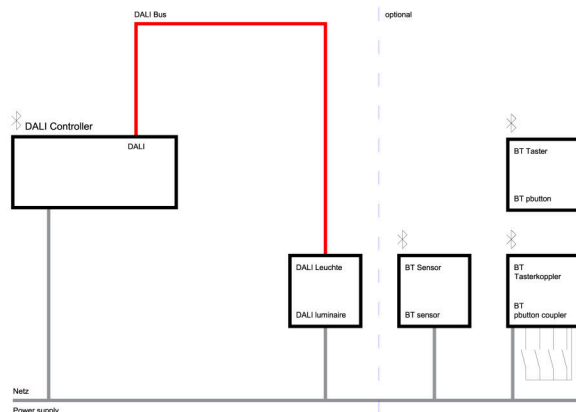 DALI Bus
optional
DALI Controller
DALI
BT Taster
BT pbutton
DALI Leuchte
DALI luminaire
BT Sensor
BT sensor
BT
Tasterkoppler
BT
pbutton coupler
Netz
Power supply